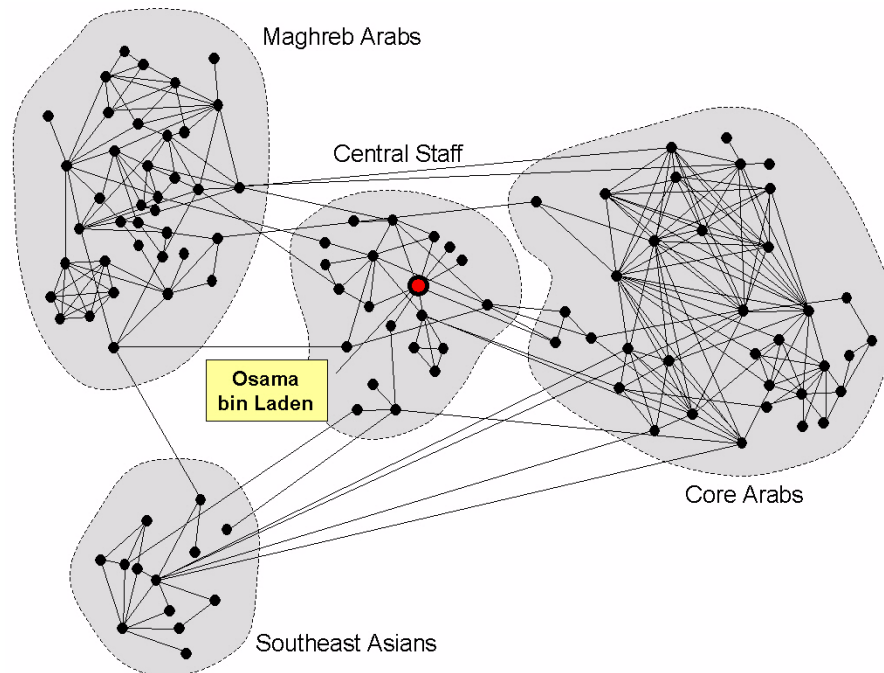 Maghreb Arabs
Central Staff
Osama
bin Laden
Core Arabs
Southeast Asians